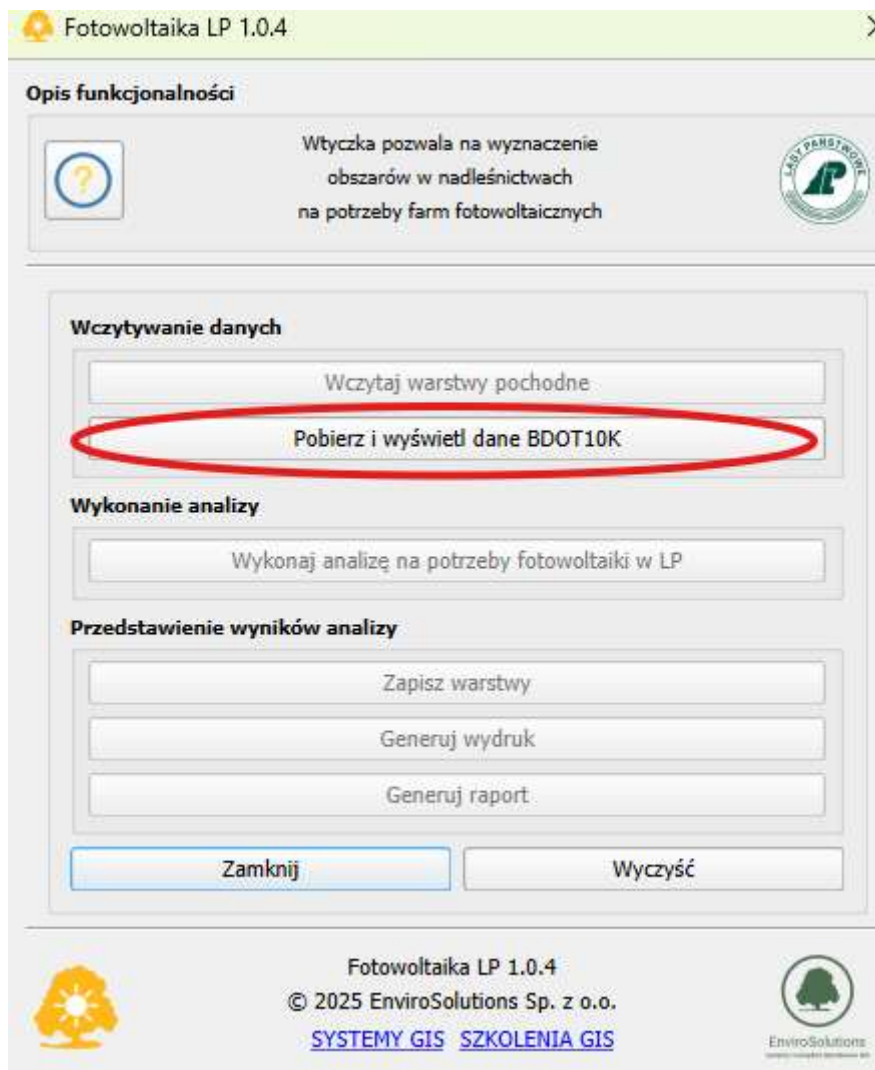 Fotowoltaika LP 1.0.4
Opis funkcjonalności
Wtyczka pozwala na wyznaczenie
obszarów w nadleśnictwach
na potrzeby farm fotowoltaicznych
LASY PAŃSTWOWE
Wczytywanie danych
Wczytaj warstwy pochodne
Pobierz i wyświetl dane BDOT10K
Wykonanie analizy
Wykonaj analizę na potrzeby fotowoltaiki w LP
Przedstawienie wyników analizy
Zapisz warstwy
Generuj wydruk
Generuj raport
Zamknij Wyczyść
Fotowoltaika LP 1.0.4
© 2025 EnviroSolutions Sp. z o.o.
SYSTEMY GIS SZKOLENIA GIS
EnviroSolutions